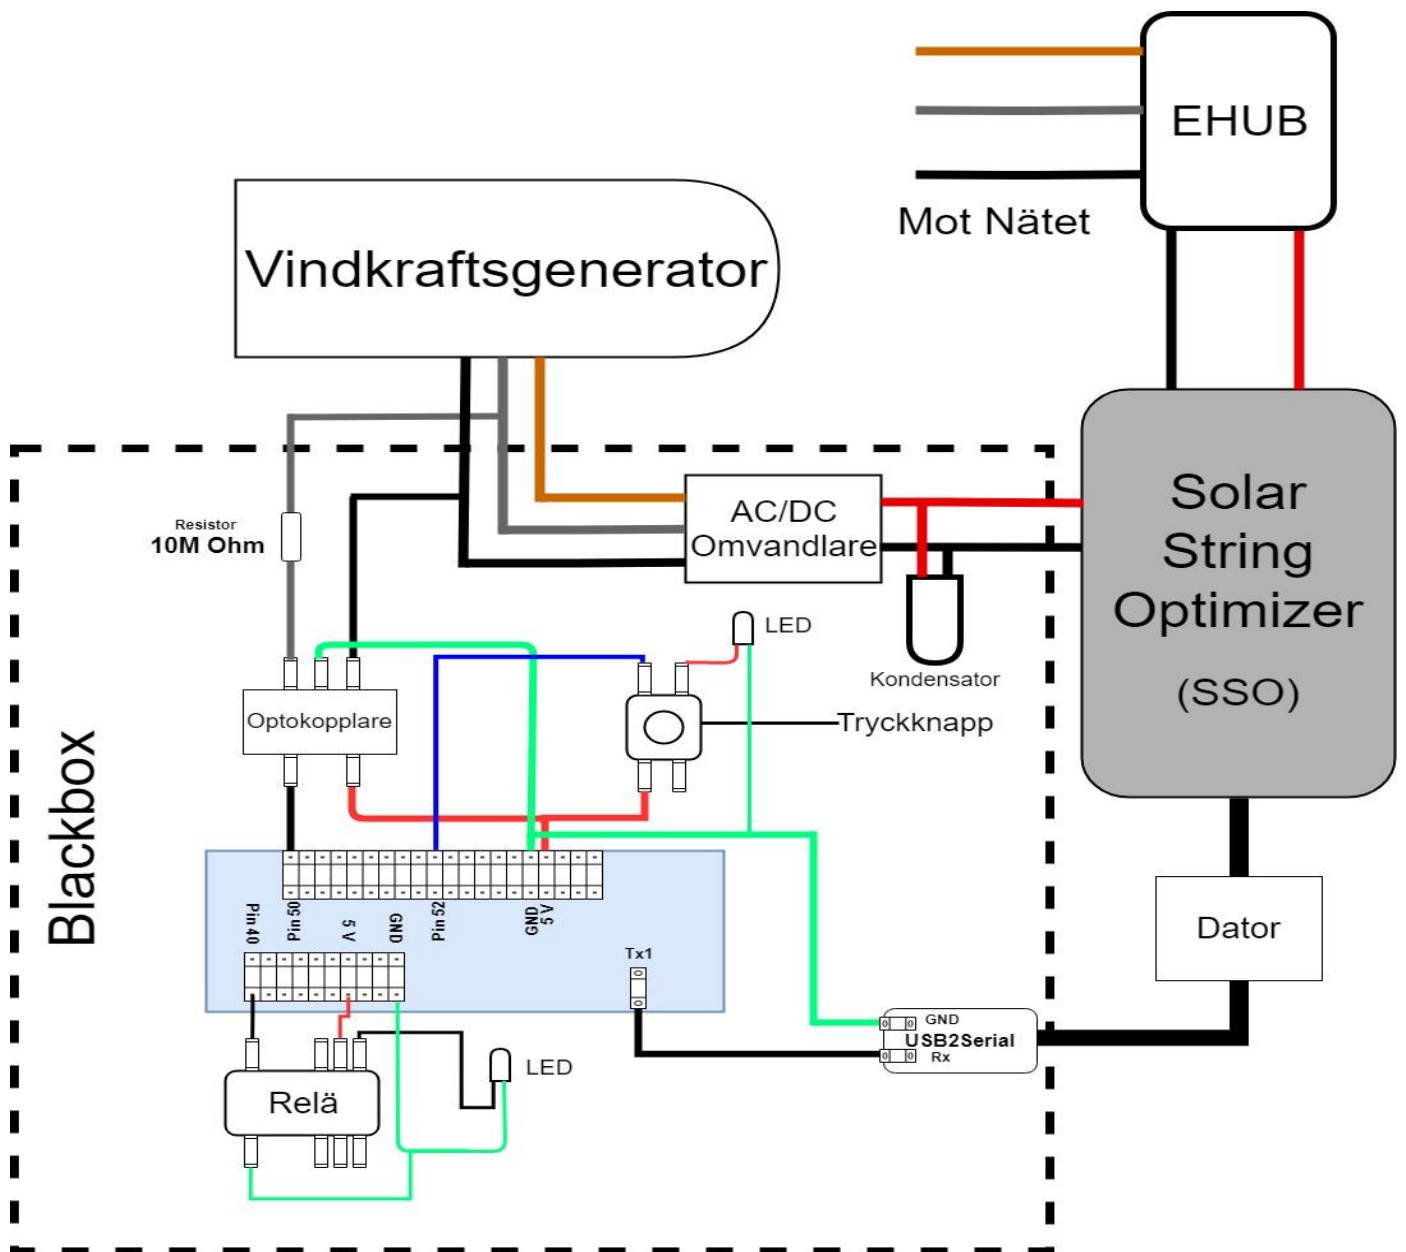 EHUB
Mot Nätet
Vindkraftsgenerator
Solar
String
Optimizer
(SSO)
AC/DC
Omvandlare
Resistor
10M Ohm
LED
Kondensator
Optokopplare
Tryckknapp
Blackbox
Pin 40
Pin 50
5 V
GND
Pin 52
GND
5 V
Tx1
Dator
GND
USB2Serial
Rx
LED
Relä